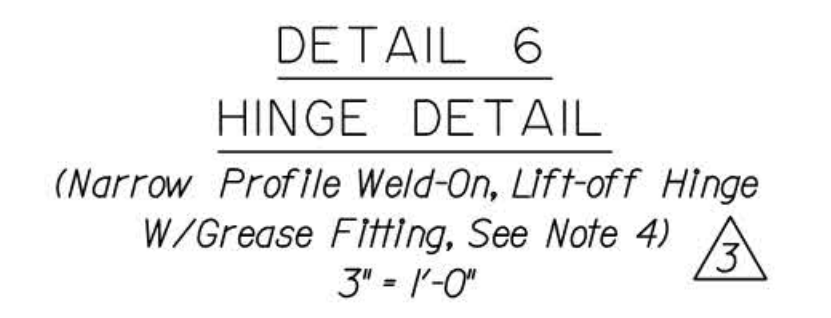 DETAIL 6
HINGE DETAIL
(Narrow Profile Weld-On, Lift-off Hinge
W/Grease Fitting, See Note 4)
3
3" = 1'-0"